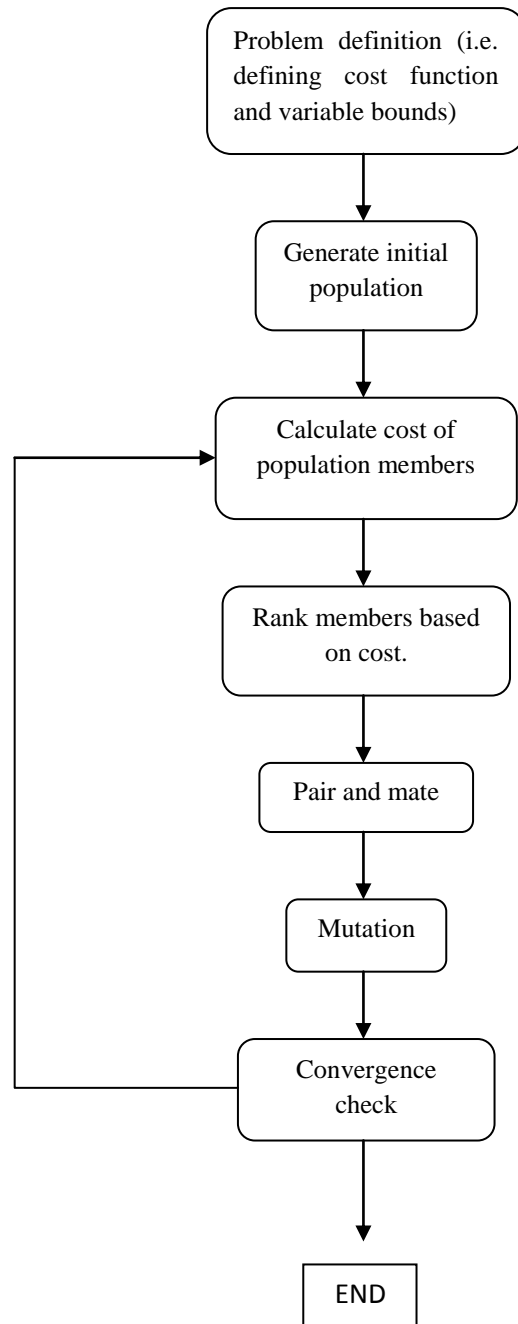 Problem definition (i.e.
defining cost function
and variable bounds)
Generate initial
population
Calculate cost of
population members
Rank members based
on cost.
Pair and mate
Mutation
Convergence
check
END